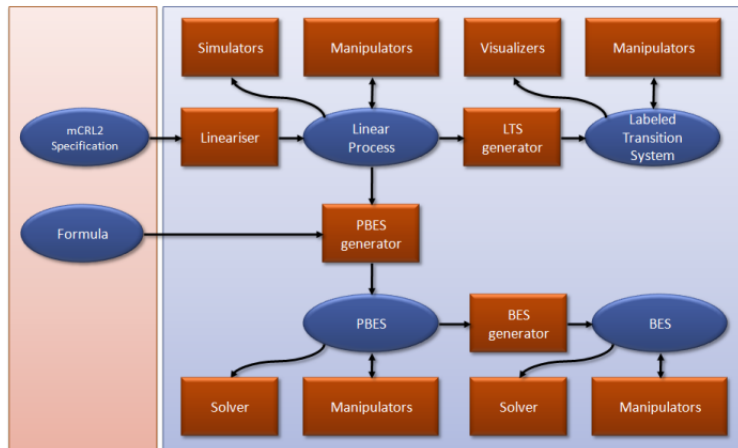 Simulators
Manipulators
Visualizers
Manipulators
mCRL2
Specification
Lineariser
Linear
Process
LTS
generator
Labeled
Transition
System
Formula
PBES
generator
PBES
BES
generator
BES
Solver
Manipulators
Solver
Manipulators